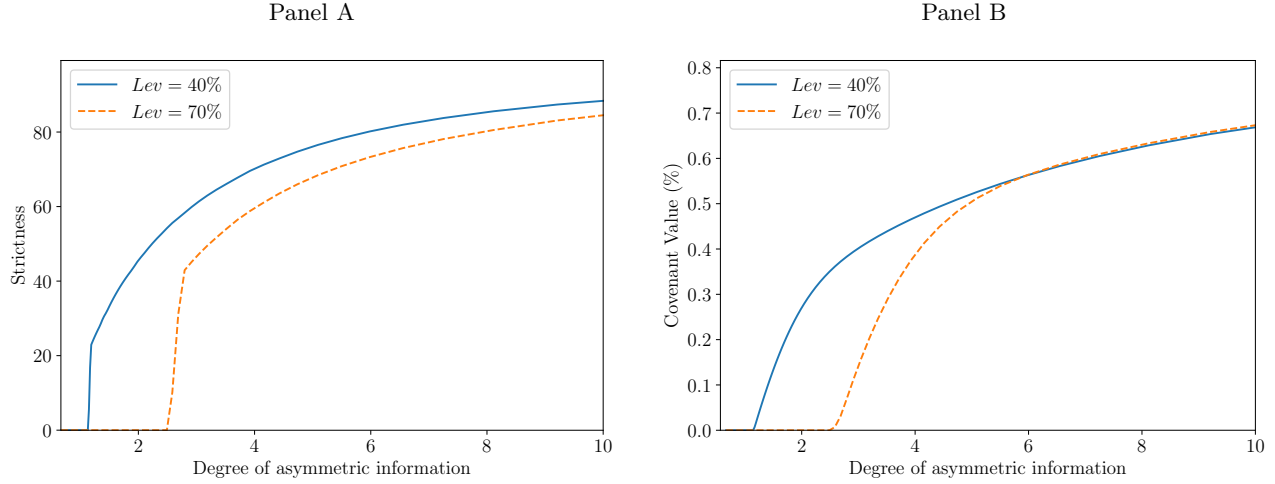 Panel A
Lev = 40%
Lev = 70%
Strictness
80
60
40
20
0
2 4 6 8 10
Degree of asymmetric information
Panel B
Lev = 40%
Lev = 70%
Covenant Value (%)
0.8
0.7
0.6
0.5
0.4
0.3
0.2
0.1
0.0
2 4 6 8 10
Degree of asymmetric information